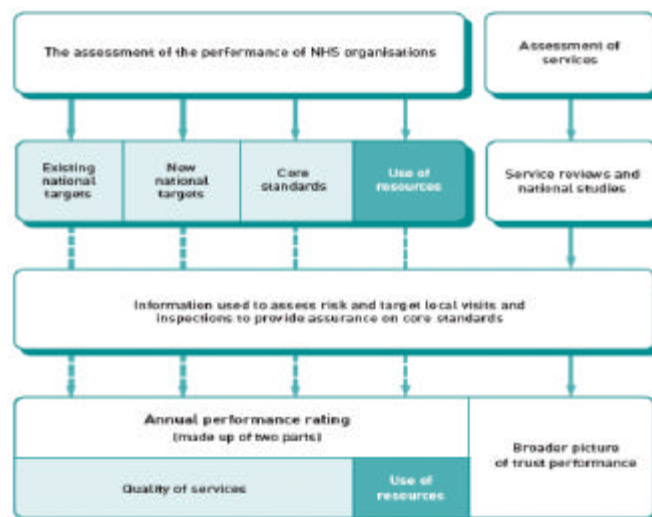 The assessment of the performance of NHS organisations
Assessment of
services
Existing
national
targets
New
national
targets
Core
standards
Use of
resources
Service reviews and
national studies
Information used to assess risk and target local visits and
inspections to provide assurance on core standards
Annual performance rating
(made up of two parts)
Broader picture
of trust performance
Quality of services
Use of
resources